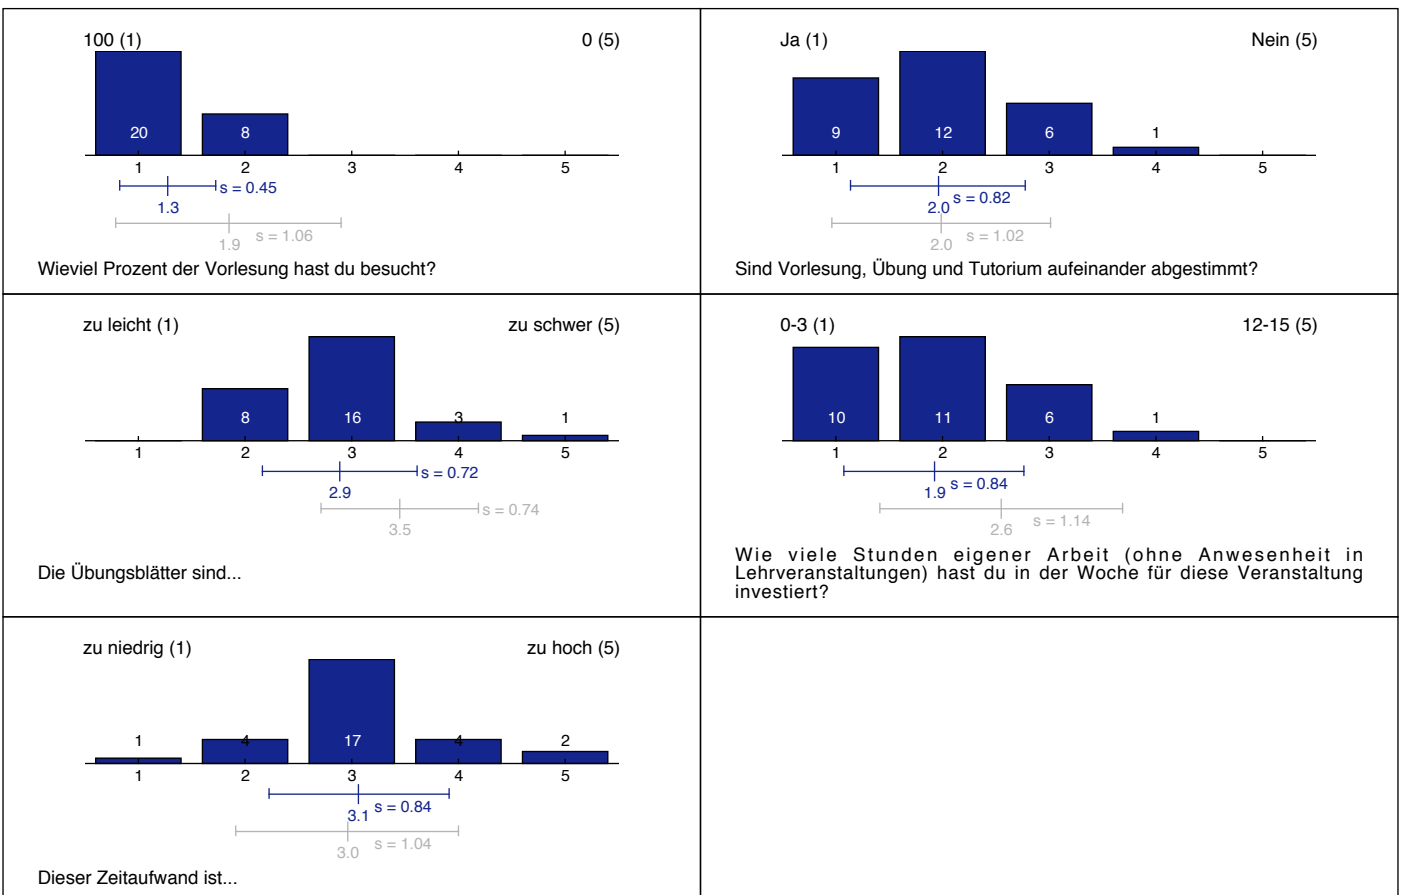 100 (1) 0 (5)
20 8
1 2 3 4 5
s = 0.45
1.3
s = 1.06
1.9
Wieviel Prozent der Vorlesung hast du besucht?
Ja (1) Nein (5)
9 12 6 1
1 2 3 4 5
s = 0.82
2.0
s = 1.02
2.0
Sind Vorlesung, Übung und Tutorium aufeinander abgestimmt?
zu leicht (1) zu schwer (5)
8 16 3 1
1 2 3 4 5
s = 0.72
2.9
s = 0.74
3.5
Die Übungsblätter sind...
0-3 (1) 12-15 (5)
10 11 6 1
1 2 3 4 5
s = 0.84
1.9
s = 1.14
2.6
Wie viele Stunden eigener Arbeit (ohne Anwesenheit in
Lehrveranstaltungen) hast du in der Woche für diese Veranstaltung
investiert?
zu niedrig (1) zu hoch (5)
1 4 17 4 2
1 2 3 4 5
s = 0.84
3.1
s = 1.04
3.0
Dieser Zeitaufwand ist...